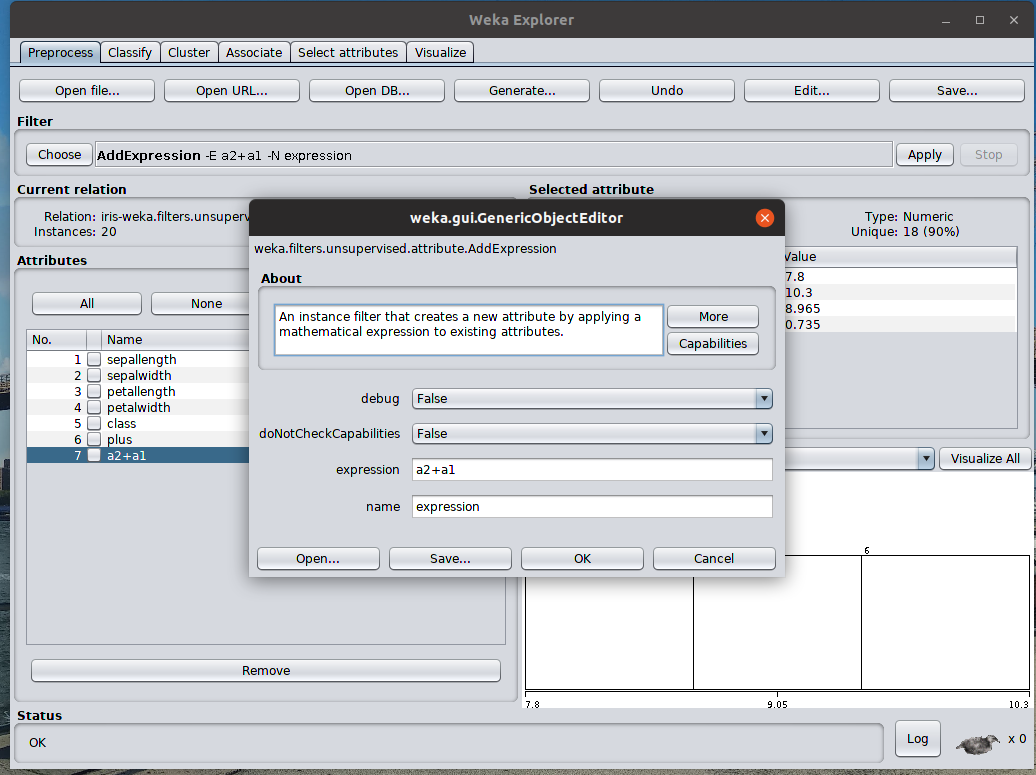 Weka Explorer
Preprocess Classify Cluster Associate Select attributes Visualize
Open file... Open URL... Open DB... Generate... Undo Edit... Save...
Filter
Choose AddExpression -E a2+a1 -N expression Apply Stop
Current relation
Relation: iris-weka.filters.unsuperv
Instances: 20
Selected attribute
Type: Numeric
Unique: 18 (90%)
Attributes
All None
No. Name
1 sepallength
2 sepalwidth
3 petallength
4 petalwidth
5 class
6 plus
7 a2+a1
Remove
Value
7.8
10.3
8.965
0.735
Visualize All
6
7.8 9.05 10.3
weka.gui.GenericObjectEditor
weka.filters.unsupervised.attribute.AddExpression
About
An instance filter that creates a new attribute by applying a
mathematical expression to existing attributes.
More
Capabilities
debug False
doNotCheckCapabilities False
expression a2+a1
name expression
Open... Save... OK Cancel
Status
OK
Log x 0